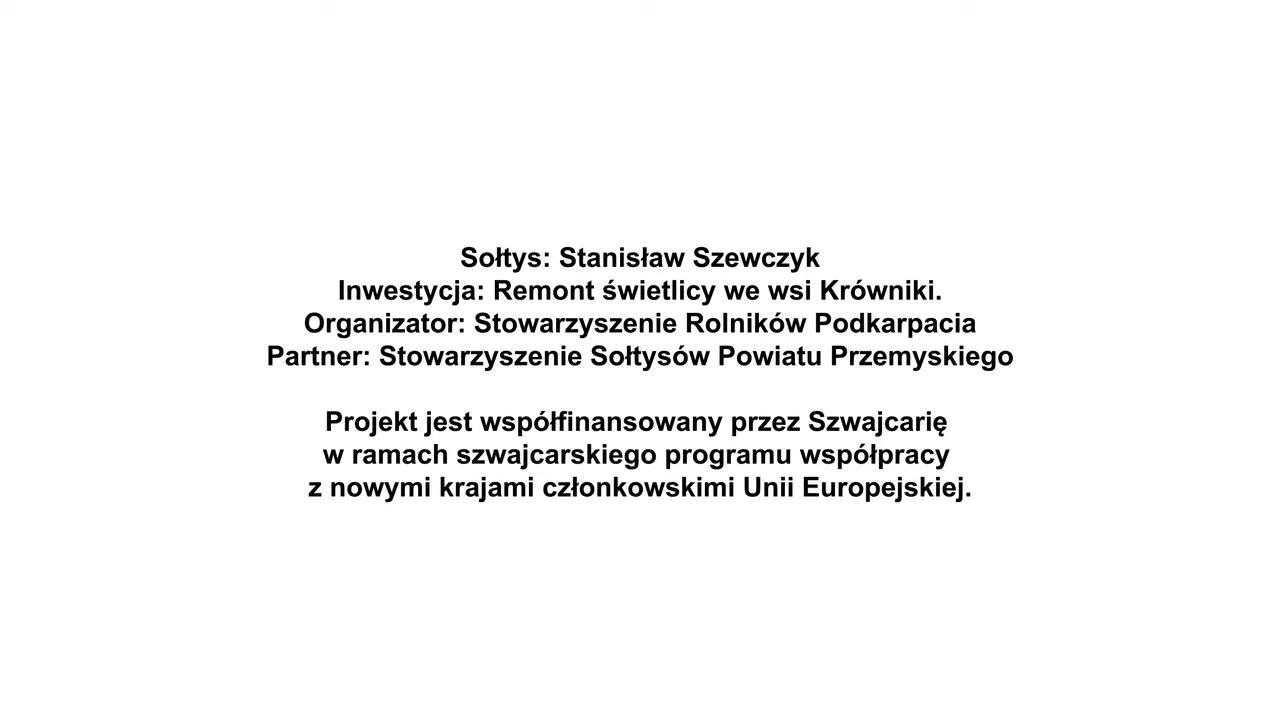 Sołtys: Stanisław Szewczyk
Inwestycja: Remont świetlicy we wsi Krówniki.
Organizator: Stowarzyszenie Rolników Podkarpacia
Partner: Stowarzyszenie Sołtysów Powiatu Przemyskiego
Projekt jest współfinansowany przez Szwajcarię
w ramach szwajcarskiego programu współpracy
z nowymi krajami członkowskimi Unii Europejskiej.